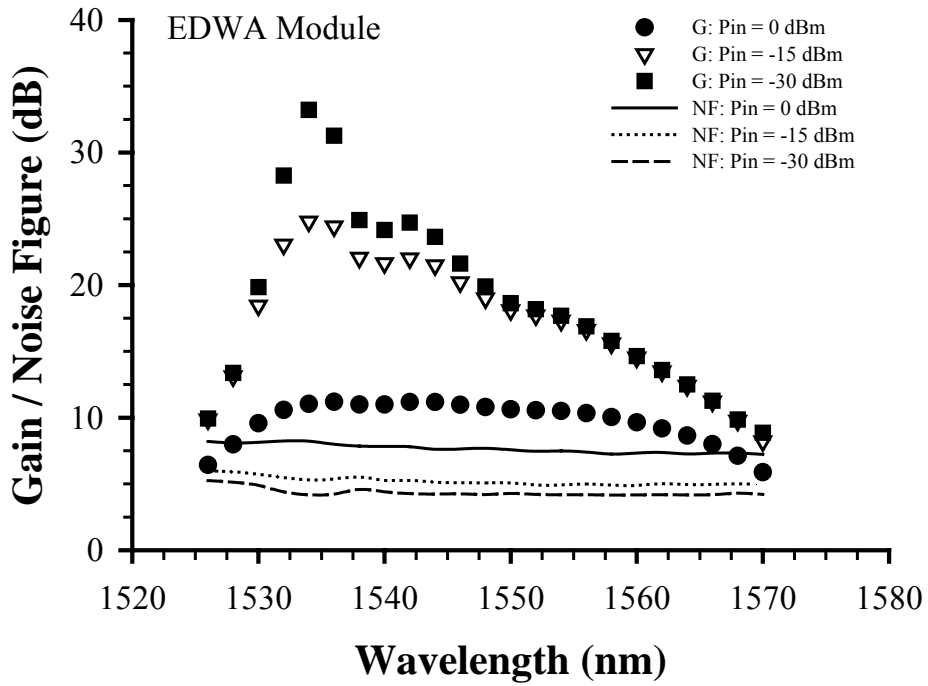 EDWA Module
G: Pin = 0 dBm
G: Pin = -15 dBm
G: Pin = -30 dBm
NF: Pin = 0 dBm
NF: Pin = -15 dBm
NF: Pin = -30 dBm
Gain / Noise Figure (dB)
40
30
20
10
0
1520 1530 1540 1550 1560 1570 1580
Wavelength (nm)